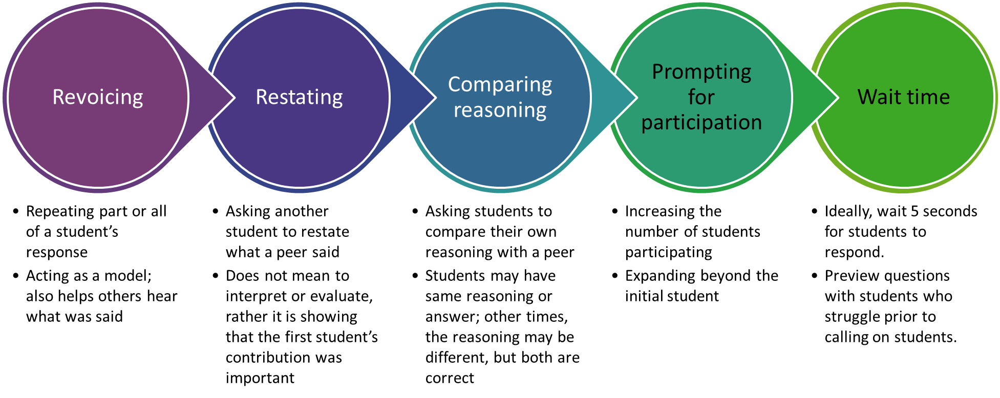 Revoicing
• Repeating part or all
of a student’s
response
• Acting as a model;
also helps others hear
what was said
Restating
• Asking another
student to restate
what a peer said
• Does not mean to
interpret or evaluate,
rather it is showing
that the first student’s
contribution was
important
Comparing
reasoning
• Asking students to
compare their own
reasoning with a peer
• Students may have
same reasoning or
answer; other times,
the reasoning may be
different, but both are
correct
Prompting
for
participation
• Increasing the
number of students
participating
• Expanding beyond the
initial student
Wait time
• Ideally, wait 5 seconds
for students to
respond.
• Preview questions
with students who
struggle prior to
calling on students.